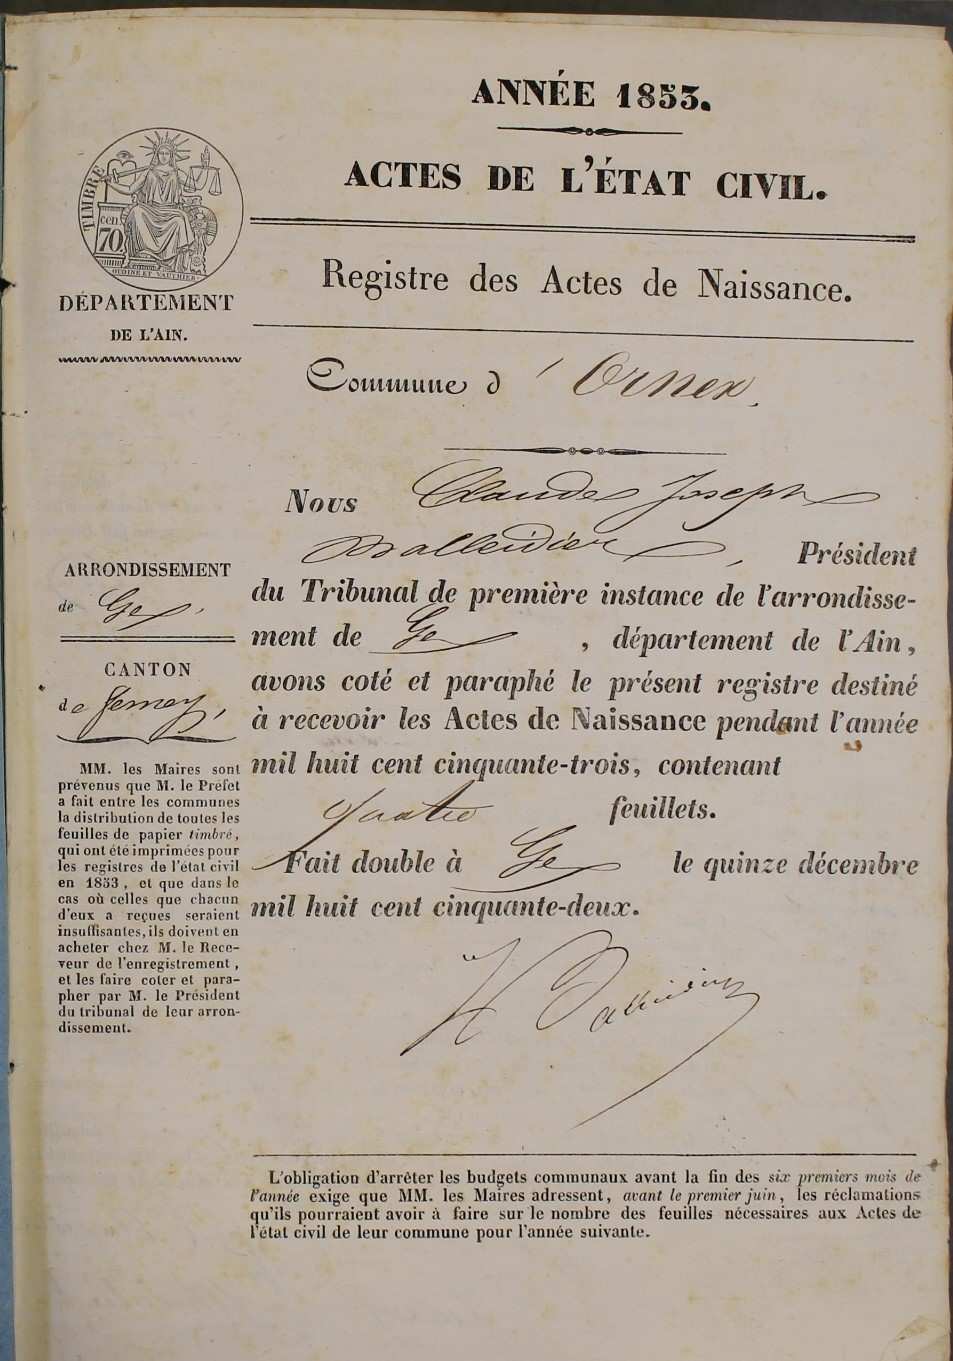 ANNÉE 1853.
ACTES DE L'ÉTAT CIVIL.
TIMBRE
cen
70
OUDINÉ ET VAUTHIER
DÉPARTEMENT
DE L'AIN.
Registre des Actes de Naissance.
Commune d'Ornex.
Nous Claude Joseph
Balleidier, Président
du Tribunal de première instance de l'arrondisse-
ment de Gex, département de l'Ain,
avons coté et paraphé le présent registre destiné
à recevoir les Actes de Naissance pendant l'année
mil huit cent cinquante-trois, contenant
quatre feuillets.
Fait double à Gex le quinze décembre
mil huit cent cinquante-deux.
Balleidier
ARRONDISSEMENT
de Gex.
CANTON
de Ferney,
MM. les Maires sont
prévenus que M. le Préfet
a fait entre les communes
la distribution de toutes les
feuilles de papier timbré,
qui ont été imprimées pour
les registres de l'état civil
en 1853, et que dans le
cas où celles que chacun
d'eux a reçues seraient
insuffisantes, ils doivent en
acheter chez M. le Rece-
veur de l'enregistrement,
et les faire coter et para-
pher par M. le Président
du tribunal de leur arron-
dissement.
L'obligation d'arrêter les budgets communaux avant la fin des six premiers mois de
l'année exige que MM. les Maires adressent, avant le premier juin, les réclamations
qu'ils pourraient avoir à faire sur le nombre des feuilles nécessaires aux Actes de
l'état civil de leur commune pour l'année suivante.